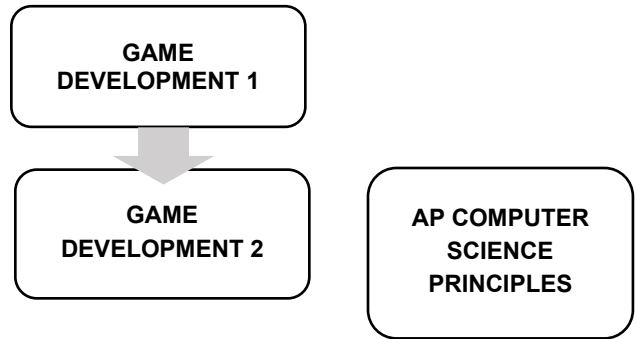 GAME
DEVELOPMENT 1
GAME
DEVELOPMENT 2
AP COMPUTER
SCIENCE
PRINCIPLES